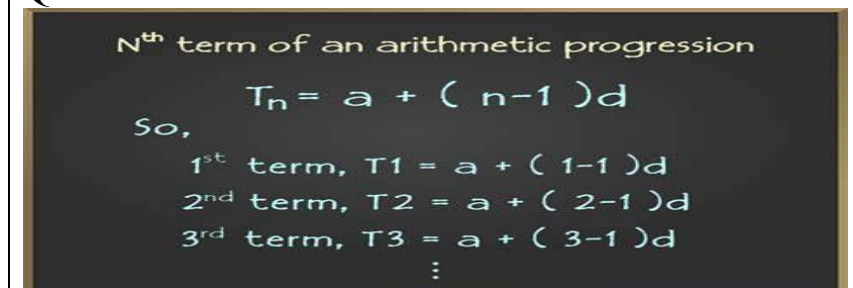 Nᵗʰ term of an arithmetic progression
Tₙ = a + ( n-1 )d
So,
1ˢᵗ term, T1 = a + ( 1-1 )d
2ⁿᵈ term, T2 = a + ( 2-1 )d
3ʳᵈ term, T3 = a + ( 3-1 )d
⋮